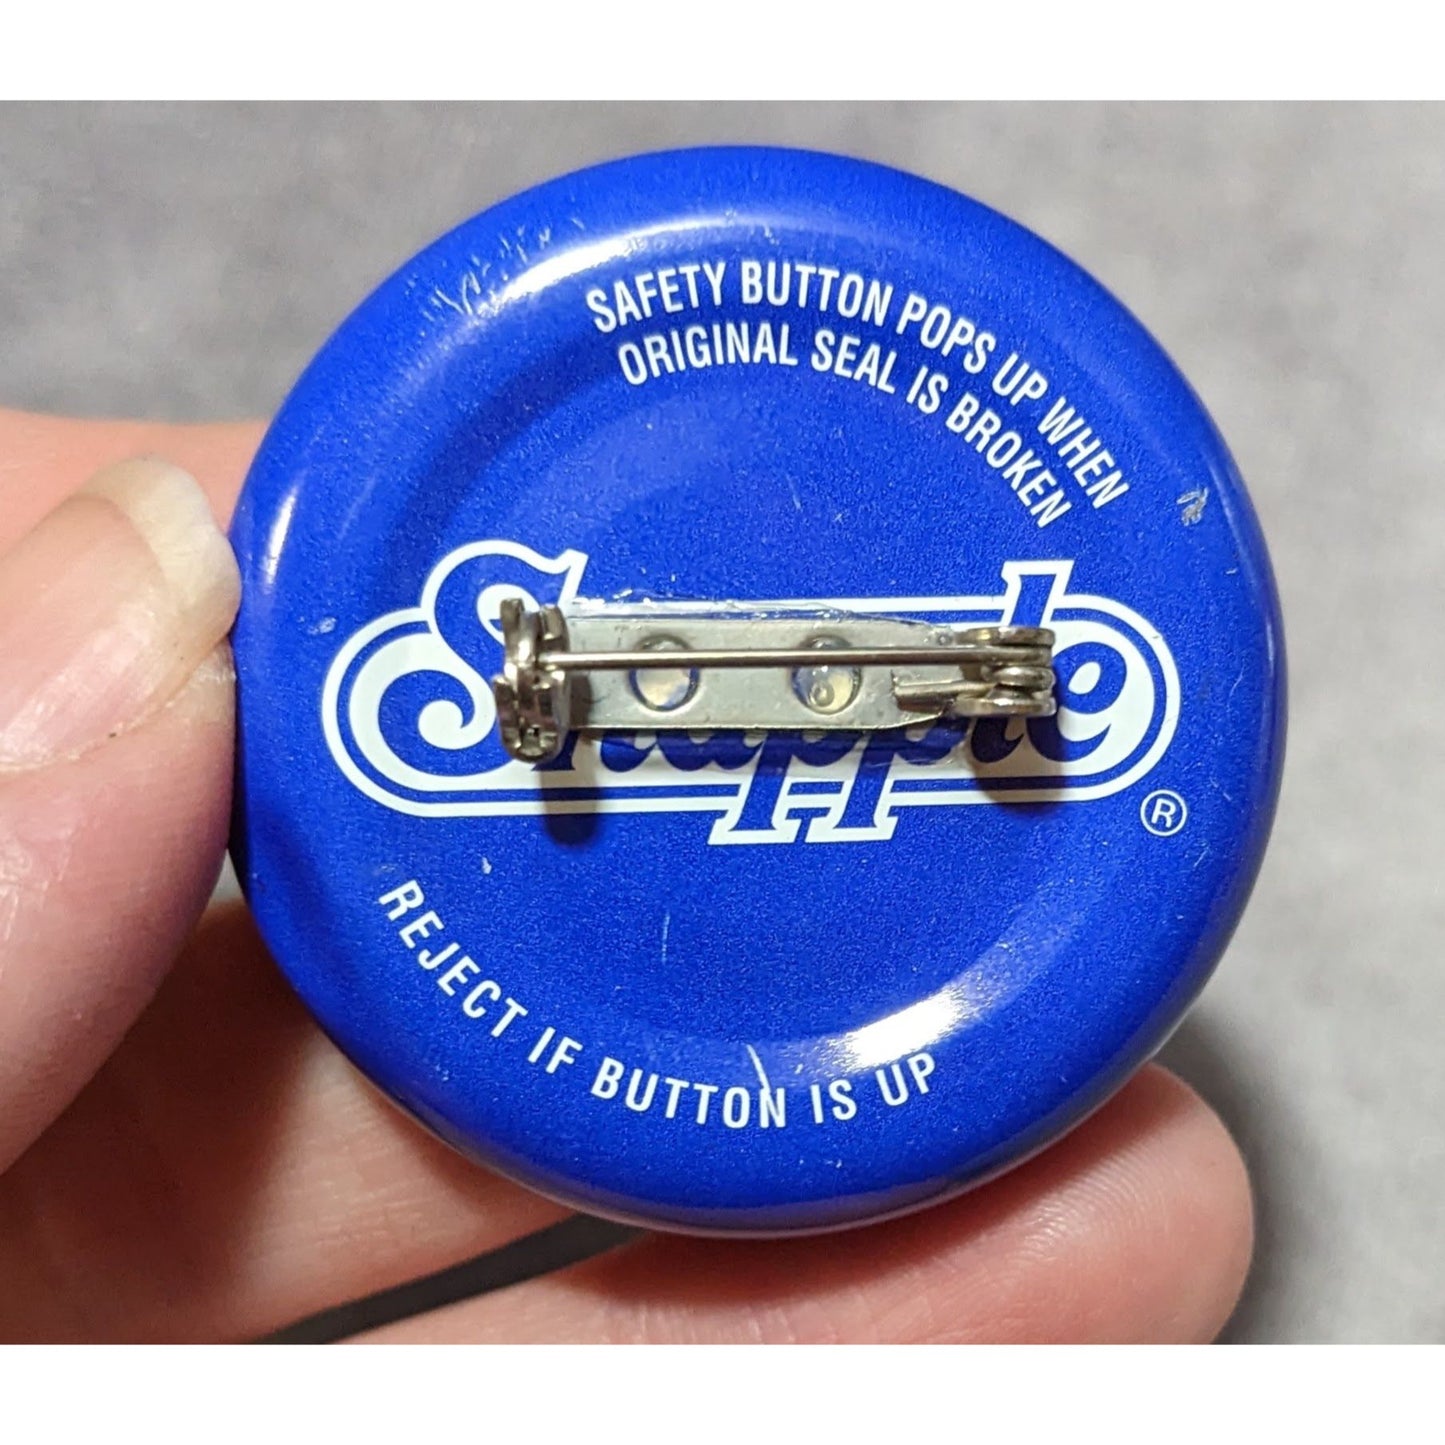 SAFETY BUTTON POPS UP WHEN
ORIGINAL SEAL IS BROKEN
Snapple
®
REJECT IF BUTTON IS UP